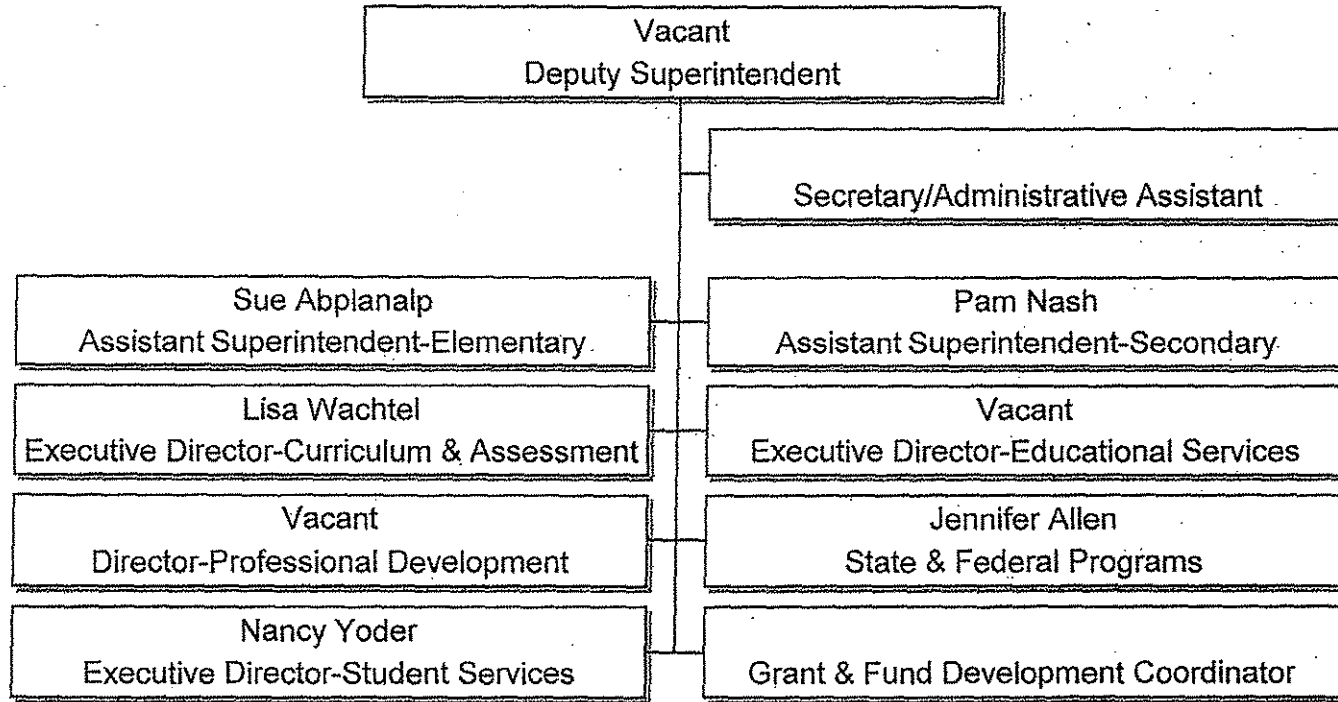 Vacant
Deputy Superintendent
Secretary/Administrative Assistant
Sue Abplanalp
Assistant Superintendent-Elementary
Pam Nash
Assistant Superintendent-Secondary
Lisa Wachtel
Executive Director-Curriculum & Assessment
Vacant
Executive Director-Educational Services
Vacant
Director-Professional Development
Jennifer Allen
State & Federal Programs
Nancy Yoder
Executive Director-Student Services
Grant & Fund Development Coordinator